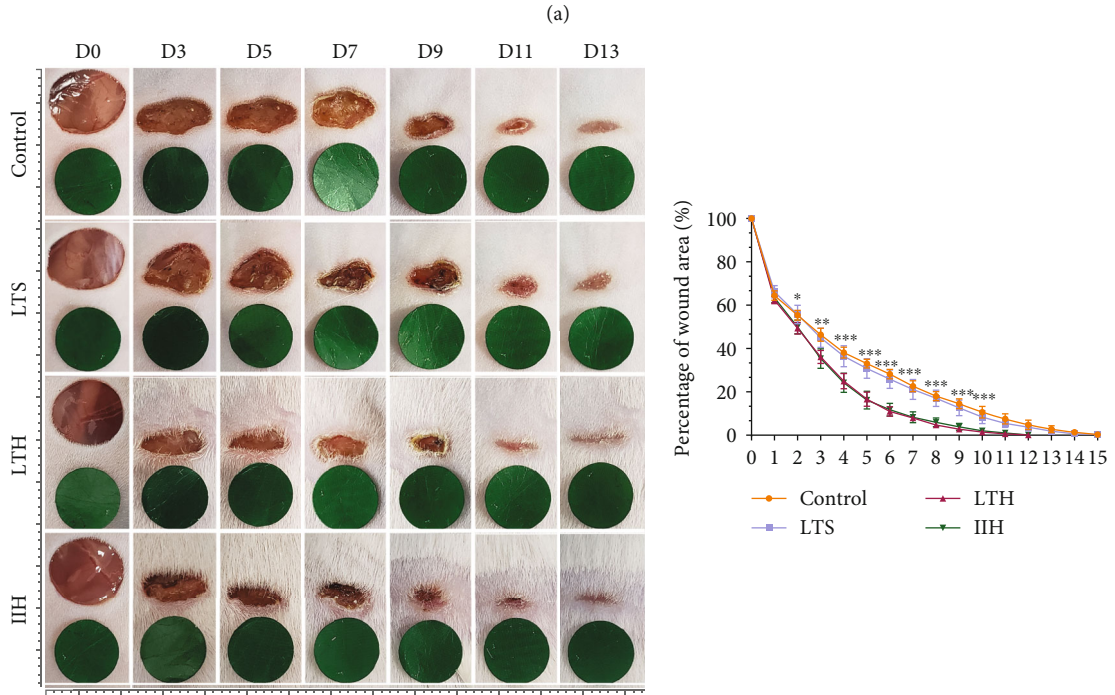 (a)
D0 D3 D5 D7 D9 D11 D13
Control
LTS
LTH
IIH
Percentage of wound area (%)
100
80
60
40
20
0
*
**
***
***
***
***
***
***
***
0 1 2 3 4 5 6 7 8 9 10 11 12 13 14 15
Control
LTS
LTH
IIH